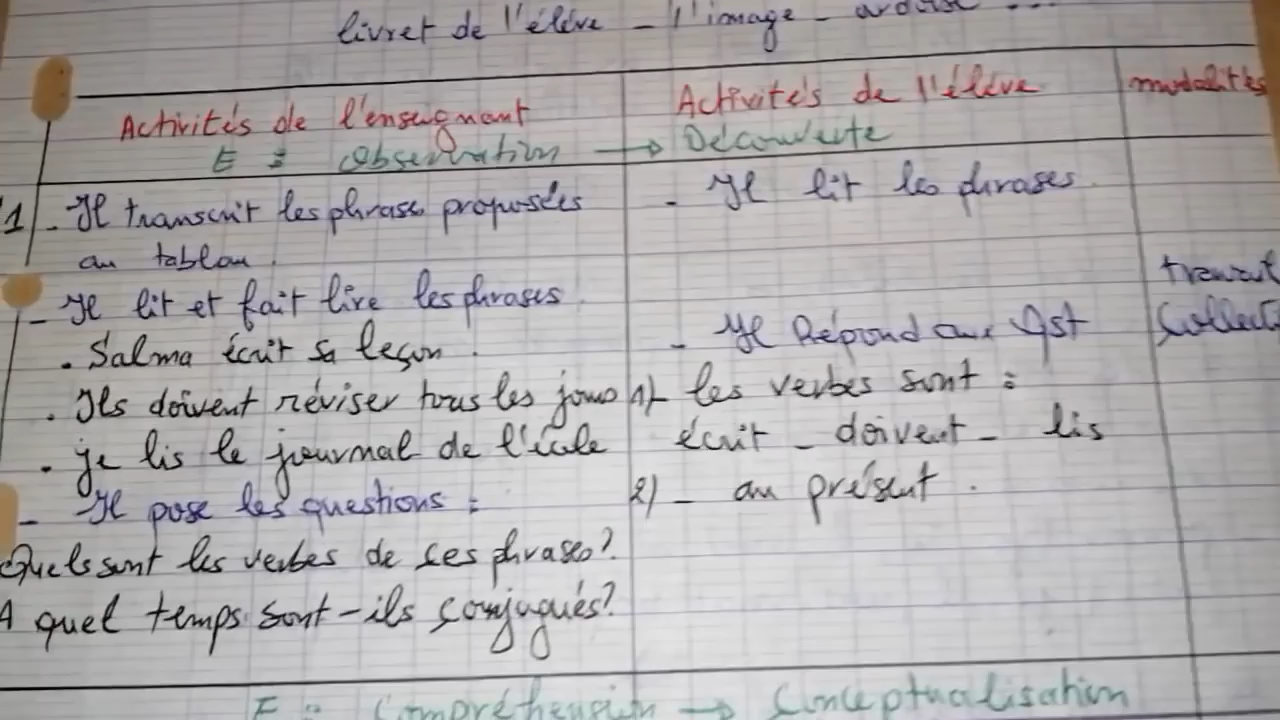 livret de l'élève - l'image - ardoise ...
Activités de l'enseignant
Activités de l'élève
modalités
E : Observation → Découverte
1 - Il transcrit les phrases proposées
au tableau.
- Il lit les phrases.
- Il lit et fait lire les phrases
travail
collect
. Salma écrit sa leçon.
- Il Répond aux Qst
. Ils doivent réviser tous les jours
1) les verbes sont :
. je lis le journal de l'école
écrit - doivent - lis
- Il pose les questions :
2) - au présent.
Quels sont les verbes de ces phrases?
A quel temps sont-ils conjugués?
E : Compréhension → Conceptualisation